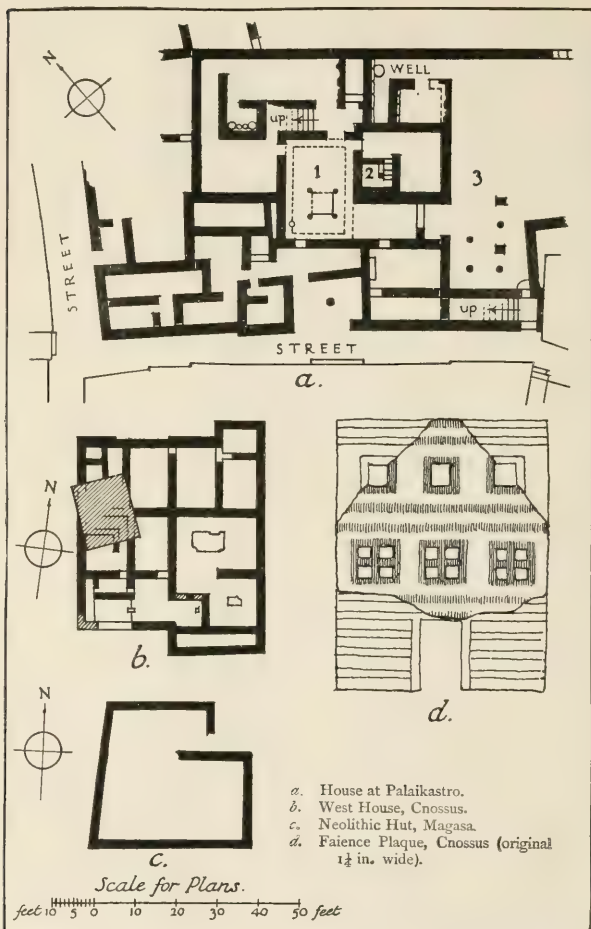 N
WELL
up
1
2
3
STREET
up
STREET
a.
N
b.
d.
N
c.
a. House at Palaikastro.
b. West House, Cnossus.
c. Neolithic Hut, Magasa.
d. Faience Plaque, Cnossus (original
1¼ in. wide).
Scale for Plans.
feet 10 5 0 10 20 30 40 50 feet